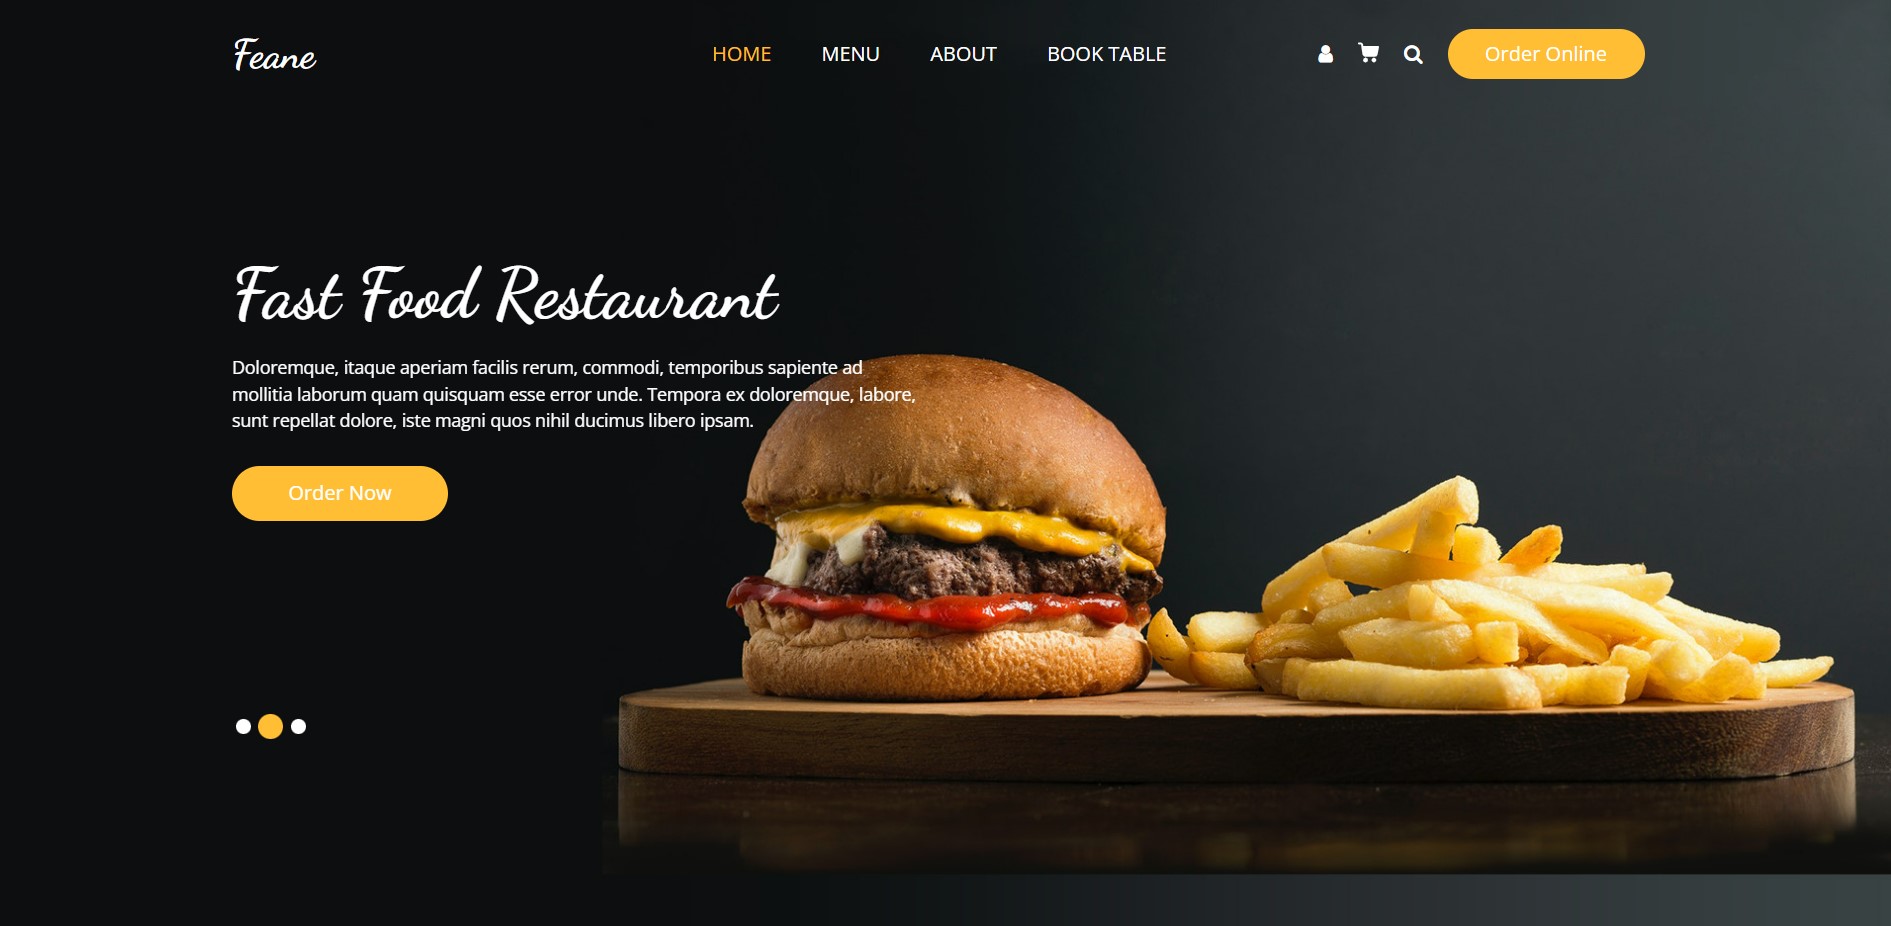 Feane
HOME MENU ABOUT BOOK TABLE Order Online
Fast Food Restaurant
Doloremque, itaque aperiam facilis rerum, commodi, temporibus sapiente ad
mollitia laborum quam quisquam esse error unde. Tempora ex doloremque, labore,
sunt repellat dolore, iste magni quos nihil ducimus libero ipsam.
Order Now